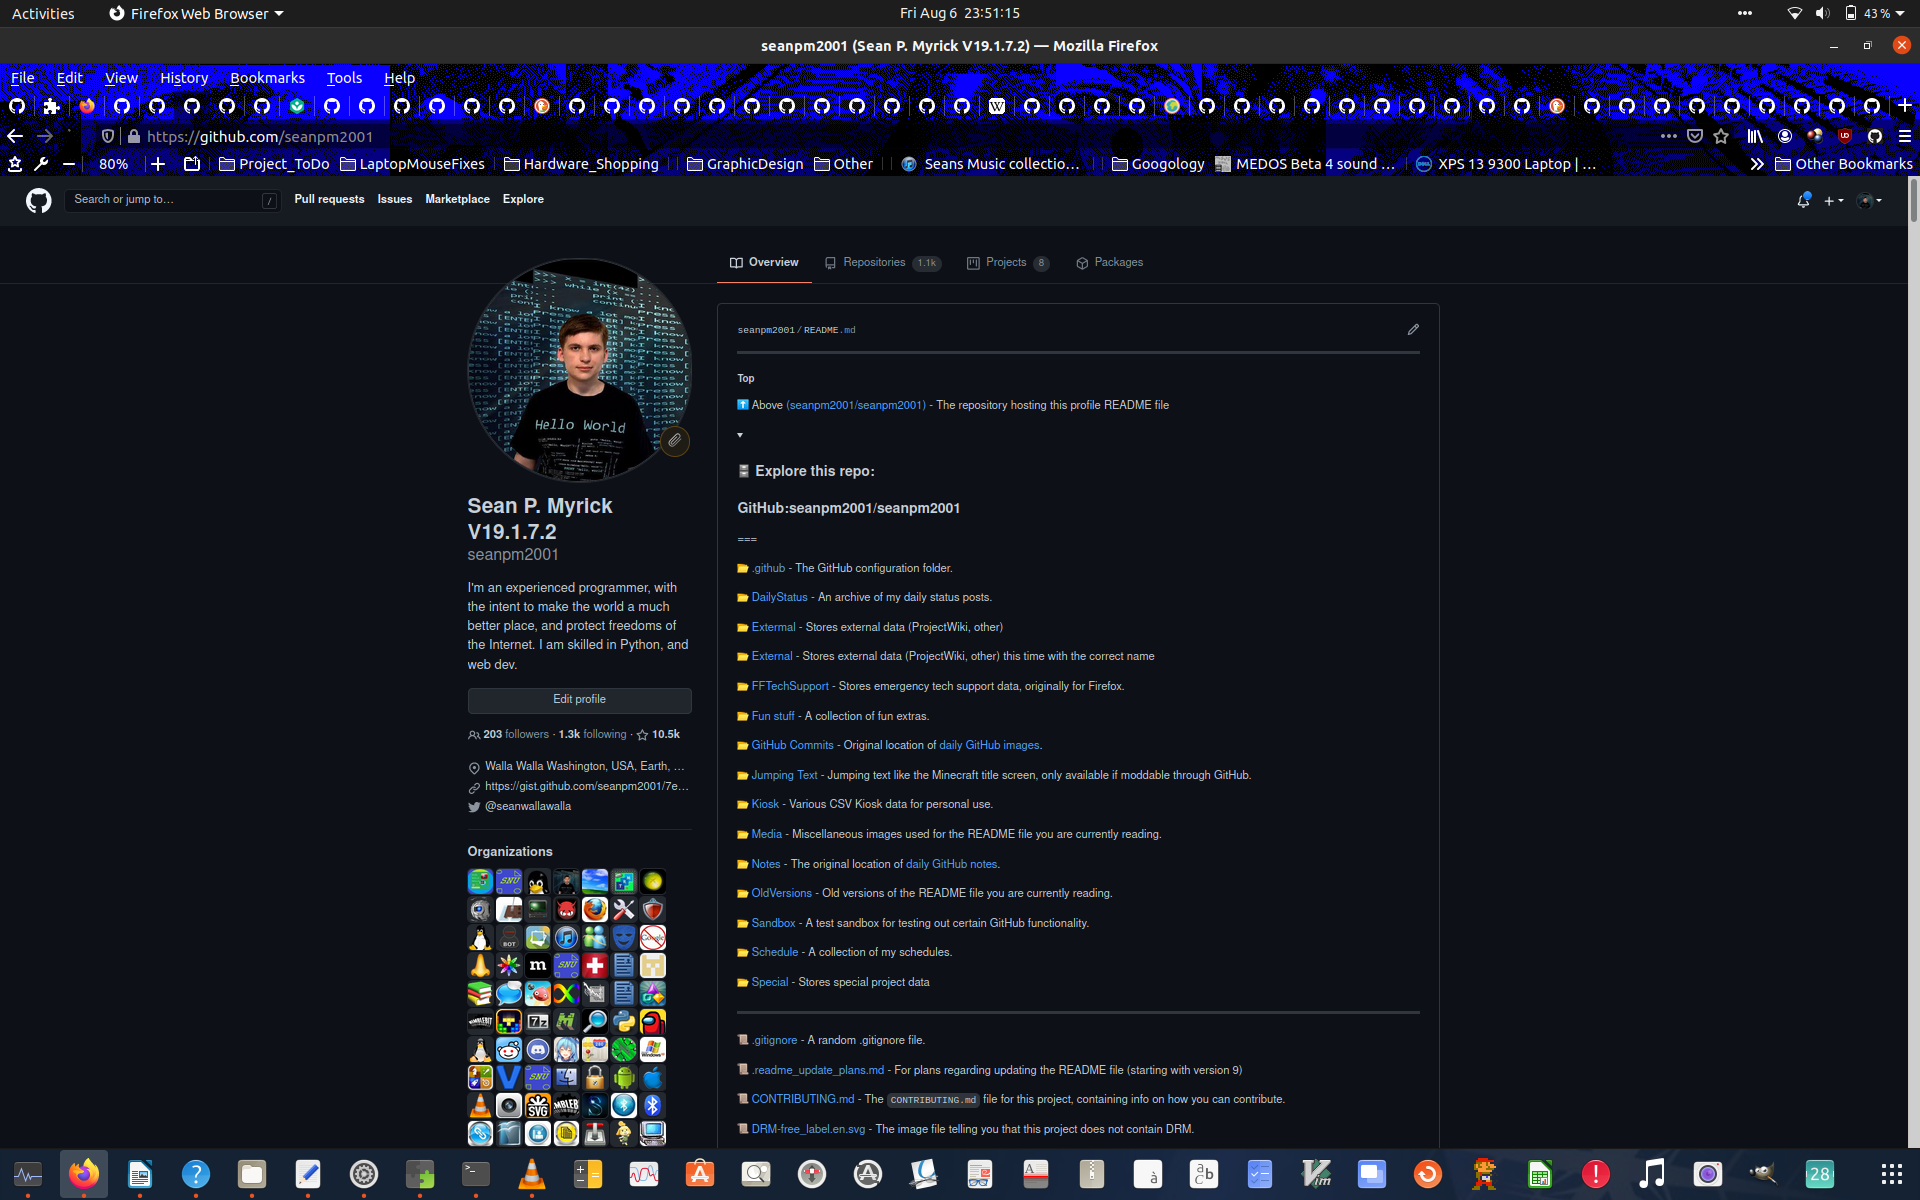 Activities
Firefox Web Browser
Fri Aug 6 23:51:15
43 %
seanpm2001 (Sean P. Myrick V19.1.7.2) — Mozilla Firefox
File Edit View History Bookmarks Tools Help
https://github.com/seanpm2001
80%
Project_ToDo
LaptopMouseFixes
Hardware_Shopping
GraphicDesign
Other
Seans Music collectio…
Googology
MEDOS Beta 4 sound …
XPS 13 9300 Laptop | …
Other Bookmarks
Search or jump to…
/
Pull requests
Issues
Marketplace
Explore
Overview
Repositories 1.1k
Projects 8
Packages
Hello World
Sean P. Myrick
V19.1.7.2
seanpm2001
I'm an experienced programmer, with
the intent to make the world a much
better place, and protect freedoms of
the Internet. I am skilled in Python, and
web dev.
Edit profile
203 followers · 1.3k following · 10.5k
Walla Walla Washington, USA, Earth, …
https://gist.github.com/seanpm2001/7e…
@seanwallawalla
Organizations
seanpm2001/README.md
Top
Above (seanpm2001/seanpm2001) - The repository hosting this profile README file
Explore this repo:
GitHub:seanpm2001/seanpm2001
===
.github - The GitHub configuration folder.
DailyStatus - An archive of my daily status posts.
Extermal - Stores external data (ProjectWiki, other)
External - Stores external data (ProjectWiki, other) this time with the correct name
FFTechSupport - Stores emergency tech support data, originally for Firefox.
Fun stuff - A collection of fun extras.
GitHub Commits - Original location of daily GitHub images.
Jumping Text - Jumping text like the Minecraft title screen, only available if moddable through GitHub.
Kiosk - Various CSV Kiosk data for personal use.
Media - Miscellaneous images used for the README file you are currently reading.
Notes - The original location of daily GitHub notes.
OldVersions - Old versions of the README file you are currently reading.
Sandbox - A test sandbox for testing out certain GitHub functionality.
Schedule - A collection of my schedules.
Special - Stores special project data
.gitignore - A random .gitignore file.
.readme_update_plans.md - For plans regarding updating the README file (starting with version 9)
CONTRIBUTING.md - The CONTRIBUTING.md file for this project, containing info on how you can contribute.
DRM-free_label.en.svg - The image file telling you that this project does not contain DRM.
28